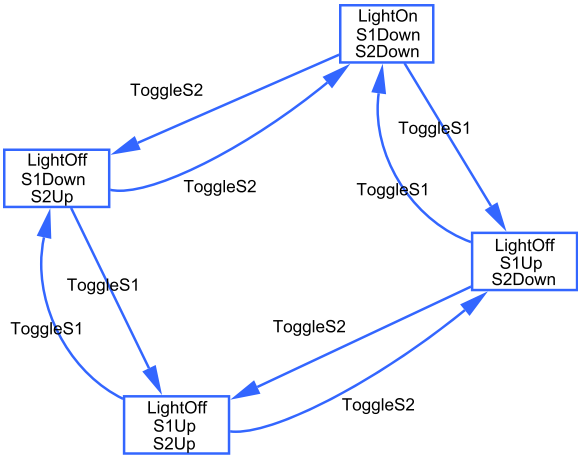 LightOn
S1Down
S2Down
ToggleS2
ToggleS1
LightOff
S1Down
S2Up
ToggleS2
ToggleS1
LightOff
S1Up
S2Down
ToggleS1
ToggleS2
ToggleS1
LightOff
S1Up
S2Up
ToggleS2